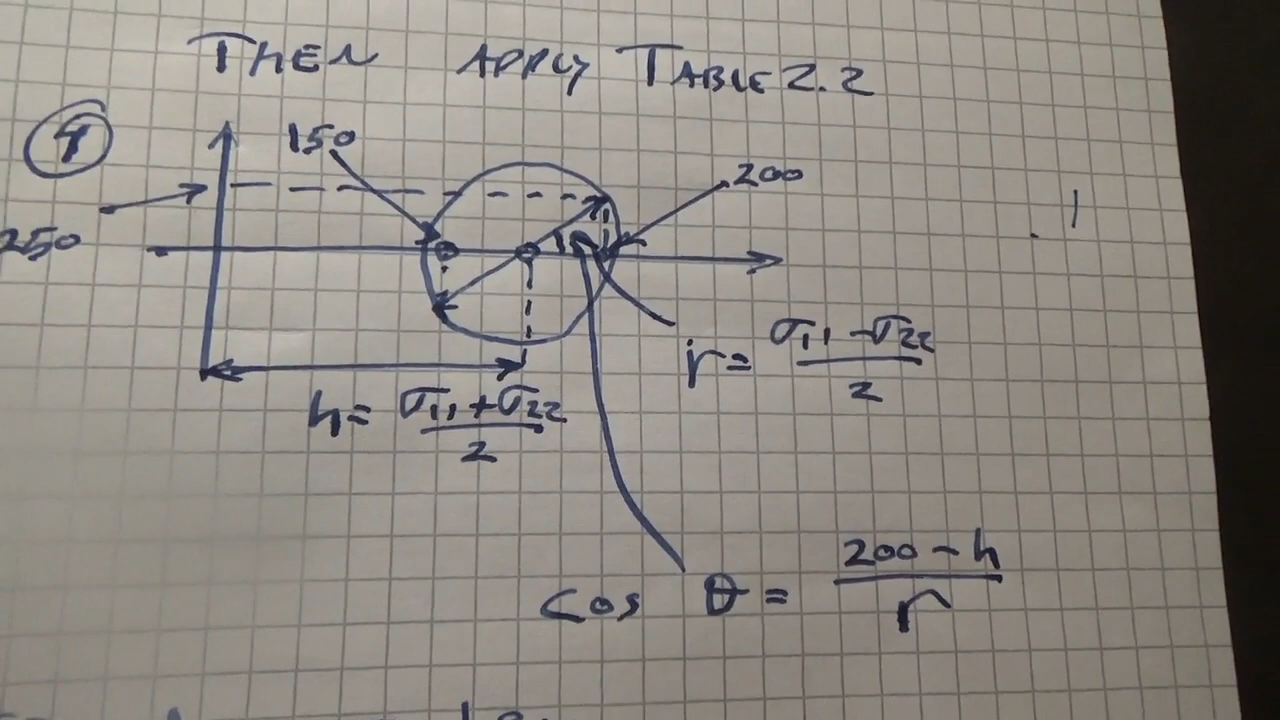 THEN APPLY TABLE 2.2
4
150
200
250
r = σ11 - σ22 / 2
h = σ11 + σ22 / 2
cos θ = 200 - h / r